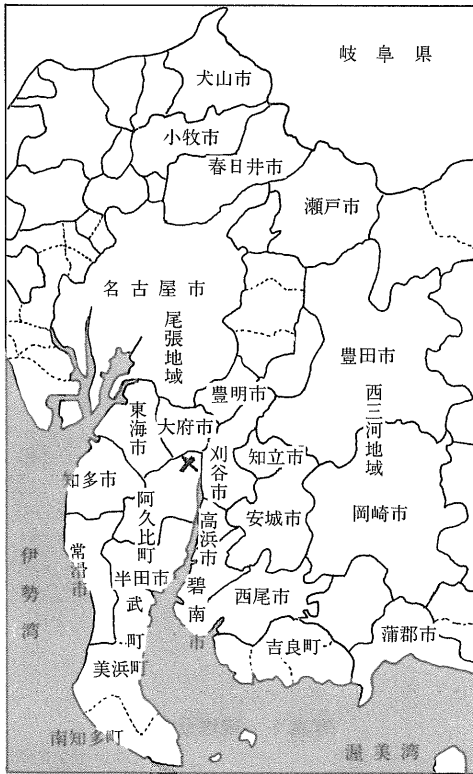 岐阜県
犬山市
小牧市
春日井市
瀬戸市
名古屋市
尾張地域
豊田市
西三河地域
豊明市
東海市
大府市
刈谷市
知立市
知多市
阿久比町
高浜市
安城市
岡崎市
伊勢湾
常滑市
半田市
碧南市
西尾市
武
町
吉良町
蒲郡市
美浜町
南知多町
渥美湾